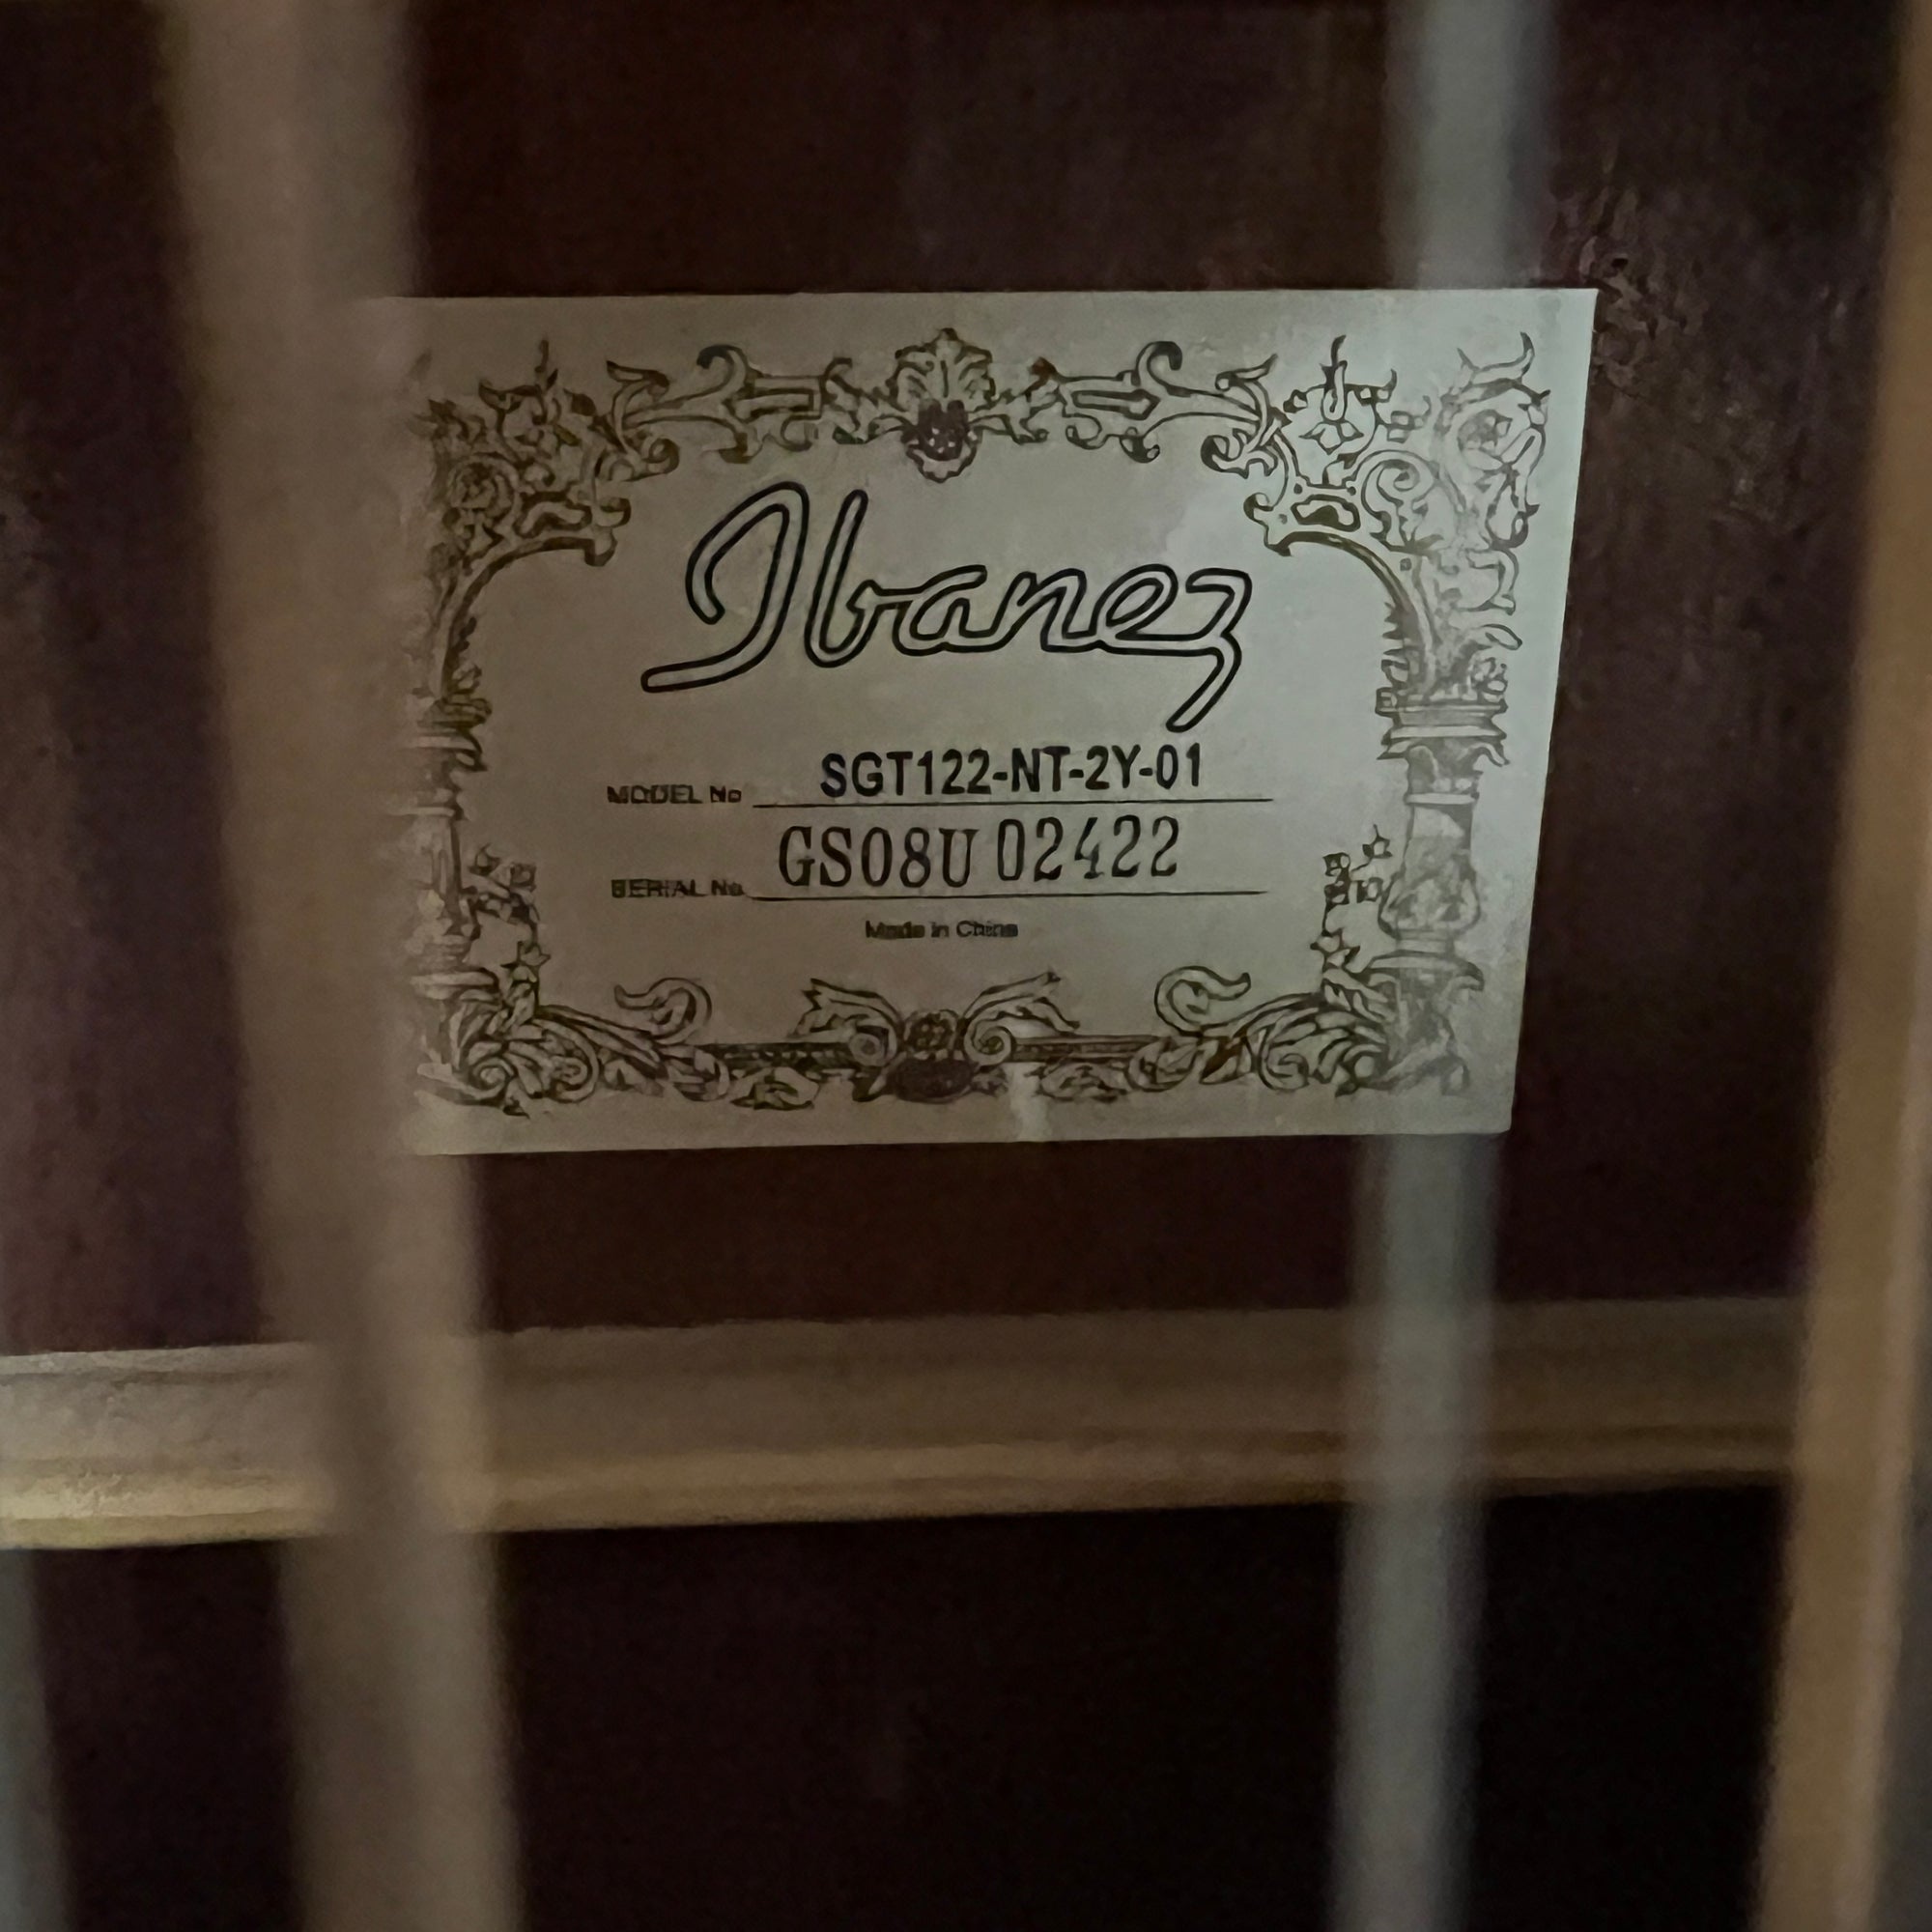 Ibanez
MODEL No SGT122-NT-2Y-01
SERIAL No GS08U 02422
Made in China